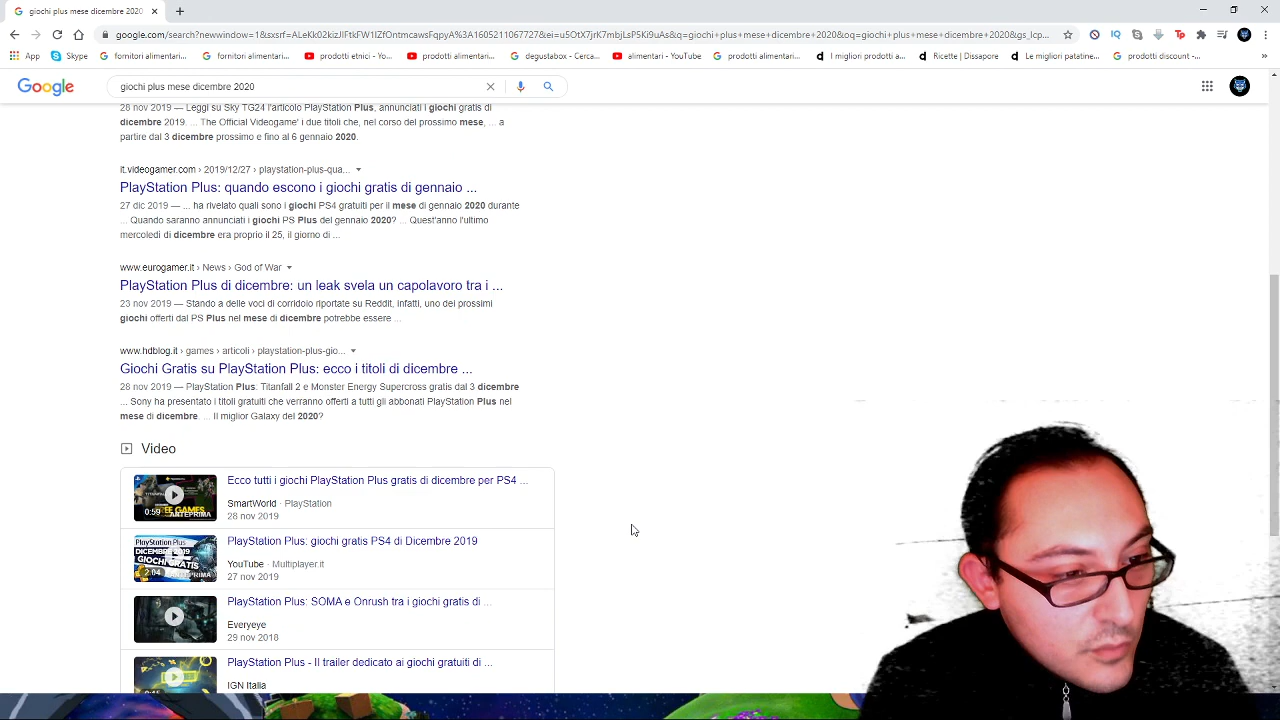 giochi plus mese dicembre 2020
google.com/search?newwindow=1&sxsrf=ALeKk02kizJlFtkFW1IZfOntmcawsFqpyA%3A1605211067727&ei=u5OtX7jrK7mbjLsP5Ki9uAs&q=giochi+plus+mese+dicembre+2020&oq=giochi+plus+mese+dicembre+2020&gs_lcp...
App Skype fornitori alimentari... fornitori alimentari... prodotti etnici - Yo... prodotti alimentari... degustabox - Cerca... alimentari - YouTube prodotti alimentari... I migliori prodotti a... Ricette | Dissapore Le migliori patatine... prodotti discount -...
Google giochi plus mese dicembre 2020
28 nov 2019 — Leggi su Sky TG24 l'articolo PlayStation Plus, annunciati i giochi gratis di
dicembre 2019. ... The Official Videogame' i due titoli che, nel corso del prossimo mese, ... a
partire dal 3 dicembre prossimo e fino al 6 gennaio 2020.
it.videogamer.com › 2019/12/27 › playstation-plus-qua...
PlayStation Plus: quando escono i giochi gratis di gennaio ...
27 dic 2019 — ... ha rivelato quali sono i giochi PS4 gratuiti per il mese di gennaio 2020 durante
... Quando saranno annunciati i giochi PS Plus del gennaio 2020? ... Quest'anno l'ultimo
mercoledì di dicembre era proprio il 25, il giorno di ...
www.eurogamer.it › News › God of War
PlayStation Plus di dicembre: un leak svela un capolavoro tra i ...
23 nov 2019 — Stando a delle voci di corridoio riportate su Reddit, infatti, uno dei prossimi
giochi offerti dal PS Plus nel mese di dicembre potrebbe essere ...
www.hdblog.it › games › articoli › playstation-plus-gio...
Giochi Gratis su PlayStation Plus: ecco i titoli di dicembre ...
28 nov 2019 — PlayStation Plus: Titanfall 2 e Monster Energy Supercross gratis dal 3 dicembre
... Sony ha presentato i titoli gratuiti che verranno offerti a tutti gli abbonati PlayStation Plus nel
mese di dicembre. ... Il miglior Galaxy del 2020?
Video
Ecco tutti i giochi PlayStation Plus gratis di dicembre per PS4 ...
SmartWorld · PlayStation
28 nov 2019
0:59
PlayStation Plus: giochi gratis PS4 di Dicembre 2019
YouTube · Multiplayer.it
27 nov 2019
2:04
PlayStation Plus: SOMA e Onrush tra i giochi gratis di ...
Everyeye
29 nov 2018
PlayStation Plus - Il trailer dedicato ai giochi gratuiti di ...
IGN Italia